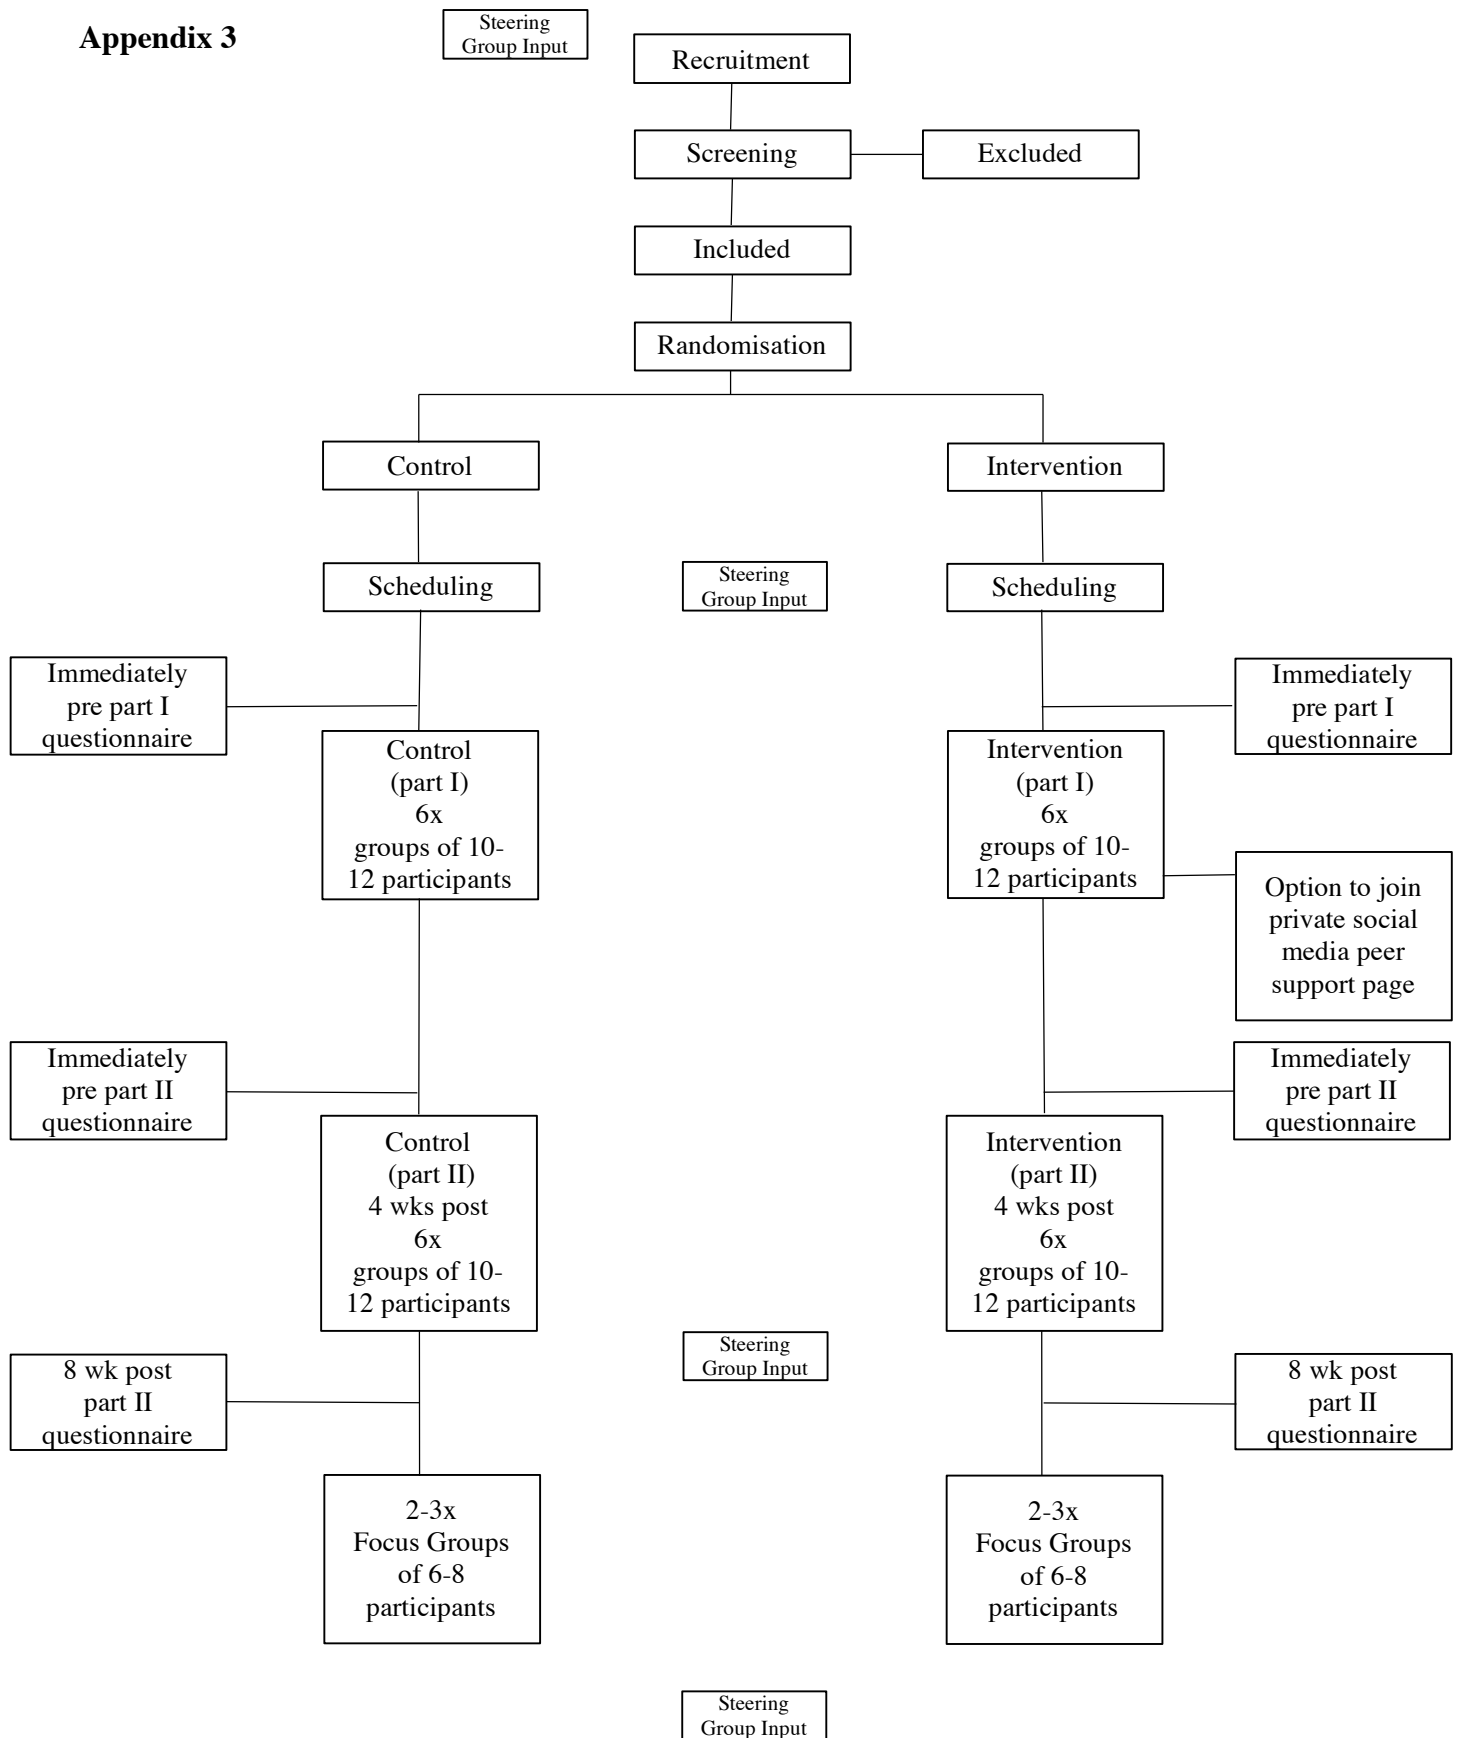 Appendix 3
Steering
Group Input
Recruitment
Screening
Excluded
Included
Randomisation
Control
Intervention
Scheduling
Steering
Group Input
Scheduling
Immediately
pre part I
questionnaire
Immediately
pre part I
questionnaire
Control
(part I)
6x
groups of 10-
12 participants
Intervention
(part I)
6x
groups of 10-
12 participants
Option to join
private social
media peer
support page
Immediately
pre part II
questionnaire
Immediately
pre part II
questionnaire
Control
(part II)
4 wks post
6x
groups of 10-
12 participants
Intervention
(part II)
4 wks post
6x
groups of 10-
12 participants
Steering
Group Input
8 wk post
part II
questionnaire
8 wk post
part II
questionnaire
2-3x
Focus Groups
of 6-8
participants
2-3x
Focus Groups
of 6-8
participants
Steering
Group Input